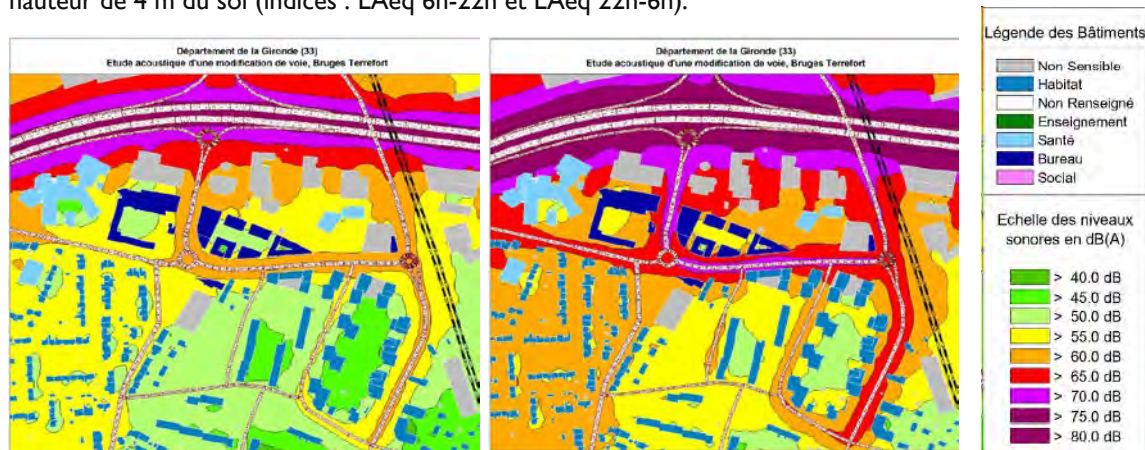 hauteur de 4 m du sol (indices : LAeq 6h-22h et LAeq 22h-6h).
Département de la Gironde (33)
Etude acoustique d'une modification de voie, Bruges Terrefort
Département de la Gironde (33)
Etude acoustique d'une modification de voie, Bruges Terrefort
Légende des Bâtiments
Non Sensible
Habitat
Non Renseigné
Enseignement
Santé
Bureau
Social
Echelle des niveaux
sonores en dB(A)
> 40.0 dB
> 45.0 dB
> 50.0 dB
> 55.0 dB
> 60.0 dB
> 65.0 dB
> 70.0 dB
> 75.0 dB
> 80.0 dB